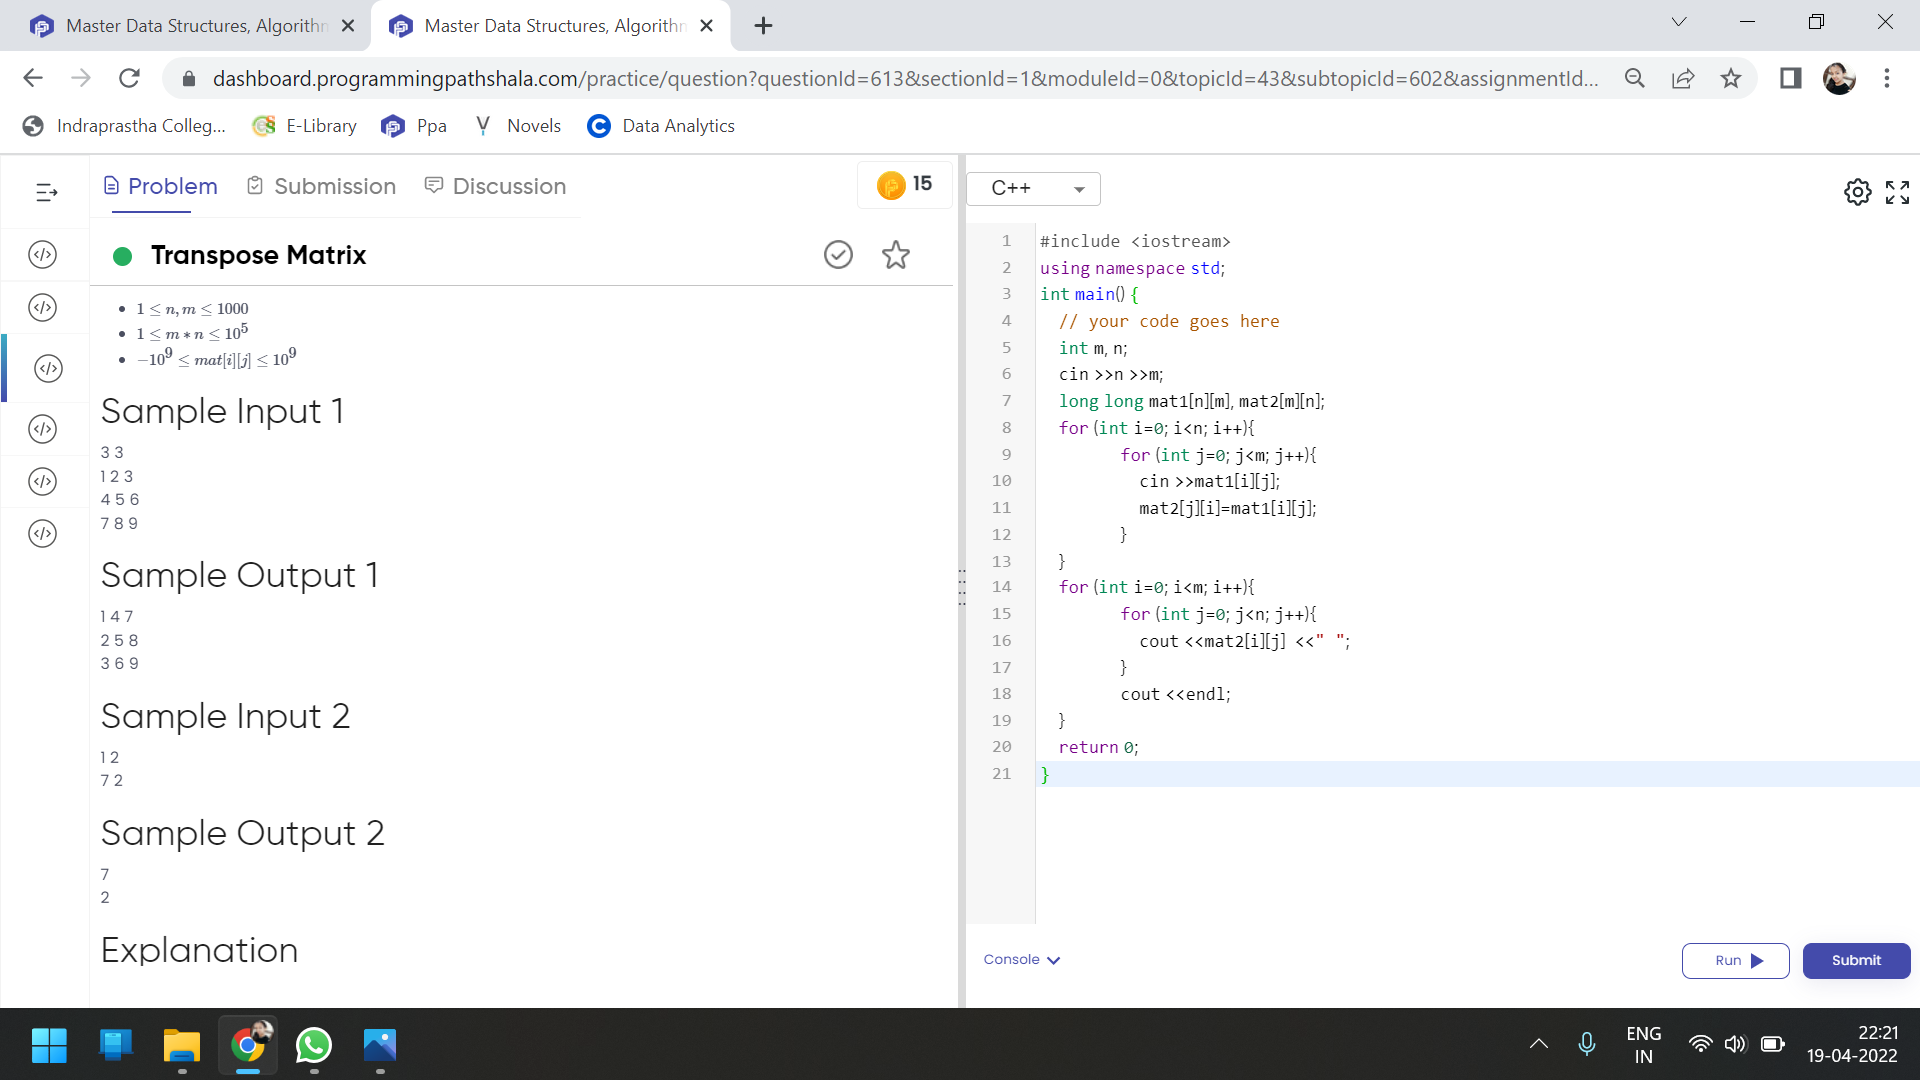 Master Data Structures, Algorithm
Master Data Structures, Algorithm
dashboard.programmingpathshala.com/practice/question?questionId=613&sectionId=1&moduleId=0&topicId=43&subtopicId=602&assignmentId...
Indraprastha Colleg...
E-Library
Ppa
Novels
Data Analytics
Problem
Submission
Discussion
15
Transpose Matrix
• 1 ≤ n, m ≤ 1000
• 1 ≤ m * n ≤ 10^5
• −10^9 ≤ mat[i][j] ≤ 10^9
Sample Input 1
3 3
1 2 3
4 5 6
7 8 9
Sample Output 1
1 4 7
2 5 8
3 6 9
Sample Input 2
1 2
7 2
Sample Output 2
7
2
Explanation
C++
1 #include <iostream>
2 using namespace std;
3 int main() {
4 // your code goes here
5 int m, n;
6 cin >>n >>m;
7 long long mat1[n][m], mat2[m][n];
8 for (int i=0; i<n; i++){
9 for (int j=0; j<m; j++){
10 cin >>mat1[i][j];
11 mat2[j][i]=mat1[i][j];
12 }
13 }
14 for (int i=0; i<m; i++){
15 for (int j=0; j<n; j++){
16 cout <<mat2[i][j] <<" ";
17 }
18 cout <<endl;
19 }
20 return 0;
21 }
Console
Run
Submit
ENG
IN
22:21
19-04-2022